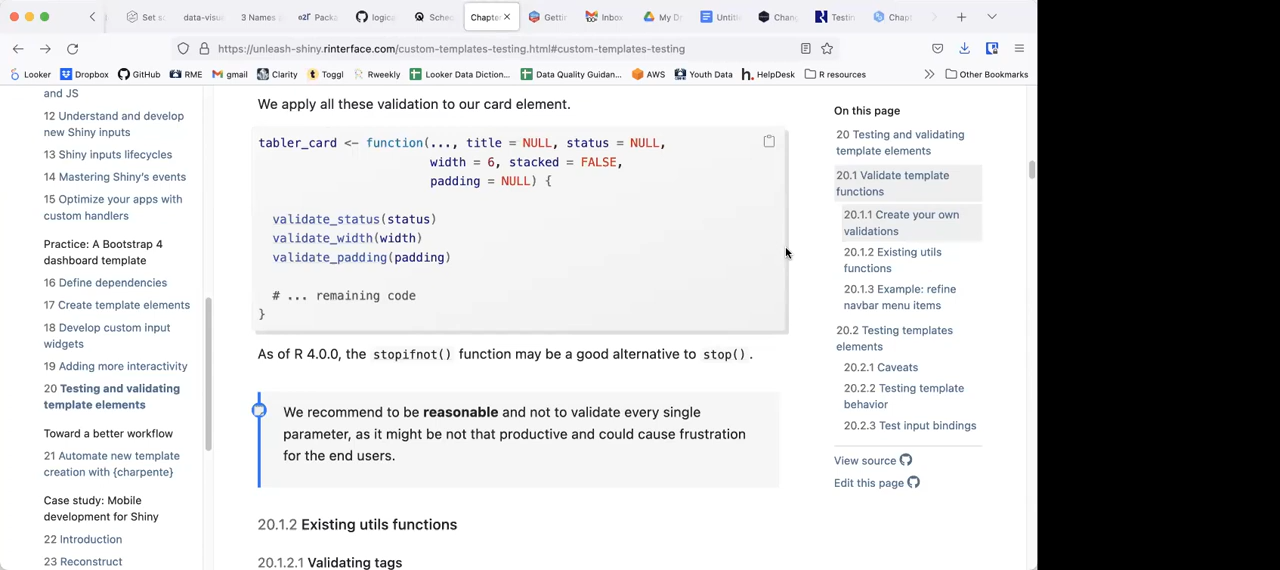 Set s
data-visua
3 Names
Packa
logica
Sche
Chapte
Gettir
Inbox
My D
Untit
Chan
Testin
Chapt
https://unleash-shiny.rinterface.com/custom-templates-testing.html#custom-templates-testing
Looker
Dropbox
GitHub
RME
gmail
Clarity
Toggl
Rweekly
Looker Data Diction...
Data Quality Guidan...
AWS
Youth Data
HelpDesk
R resources
Other Bookmarks
and JS
12 Understand and develop
new Shiny inputs
13 Shiny inputs lifecycles
14 Mastering Shiny's events
15 Optimize your apps with
custom handlers
Practice: A Bootstrap 4
dashboard template
16 Define dependencies
17 Create template elements
18 Develop custom input
widgets
19 Adding more interactivity
20 Testing and validating
template elements
Toward a better workflow
21 Automate new template
creation with {charpente}
Case study: Mobile
development for Shiny
22 Introduction
23 Reconstruct
We apply all these validation to our card element.
tabler_card <- function(..., title = NULL, status = NULL,
width = 6, stacked = FALSE,
padding = NULL) {
validate_status(status)
validate_width(width)
validate_padding(padding)
# ... remaining code
}
As of R 4.0.0, the stopifnot() function may be a good alternative to stop().
We recommend to be reasonable and not to validate every single
parameter, as it might be not that productive and could cause frustration
for the end users.
20.1.2 Existing utils functions
20.1.2.1 Validating tags
On this page
20 Testing and validating
template elements
20.1 Validate template
functions
20.1.1 Create your own
validations
20.1.2 Existing utils
functions
20.1.3 Example: refine
navbar menu items
20.2 Testing templates
elements
20.2.1 Caveats
20.2.2 Testing template
behavior
20.2.3 Test input bindings
View source
Edit this page